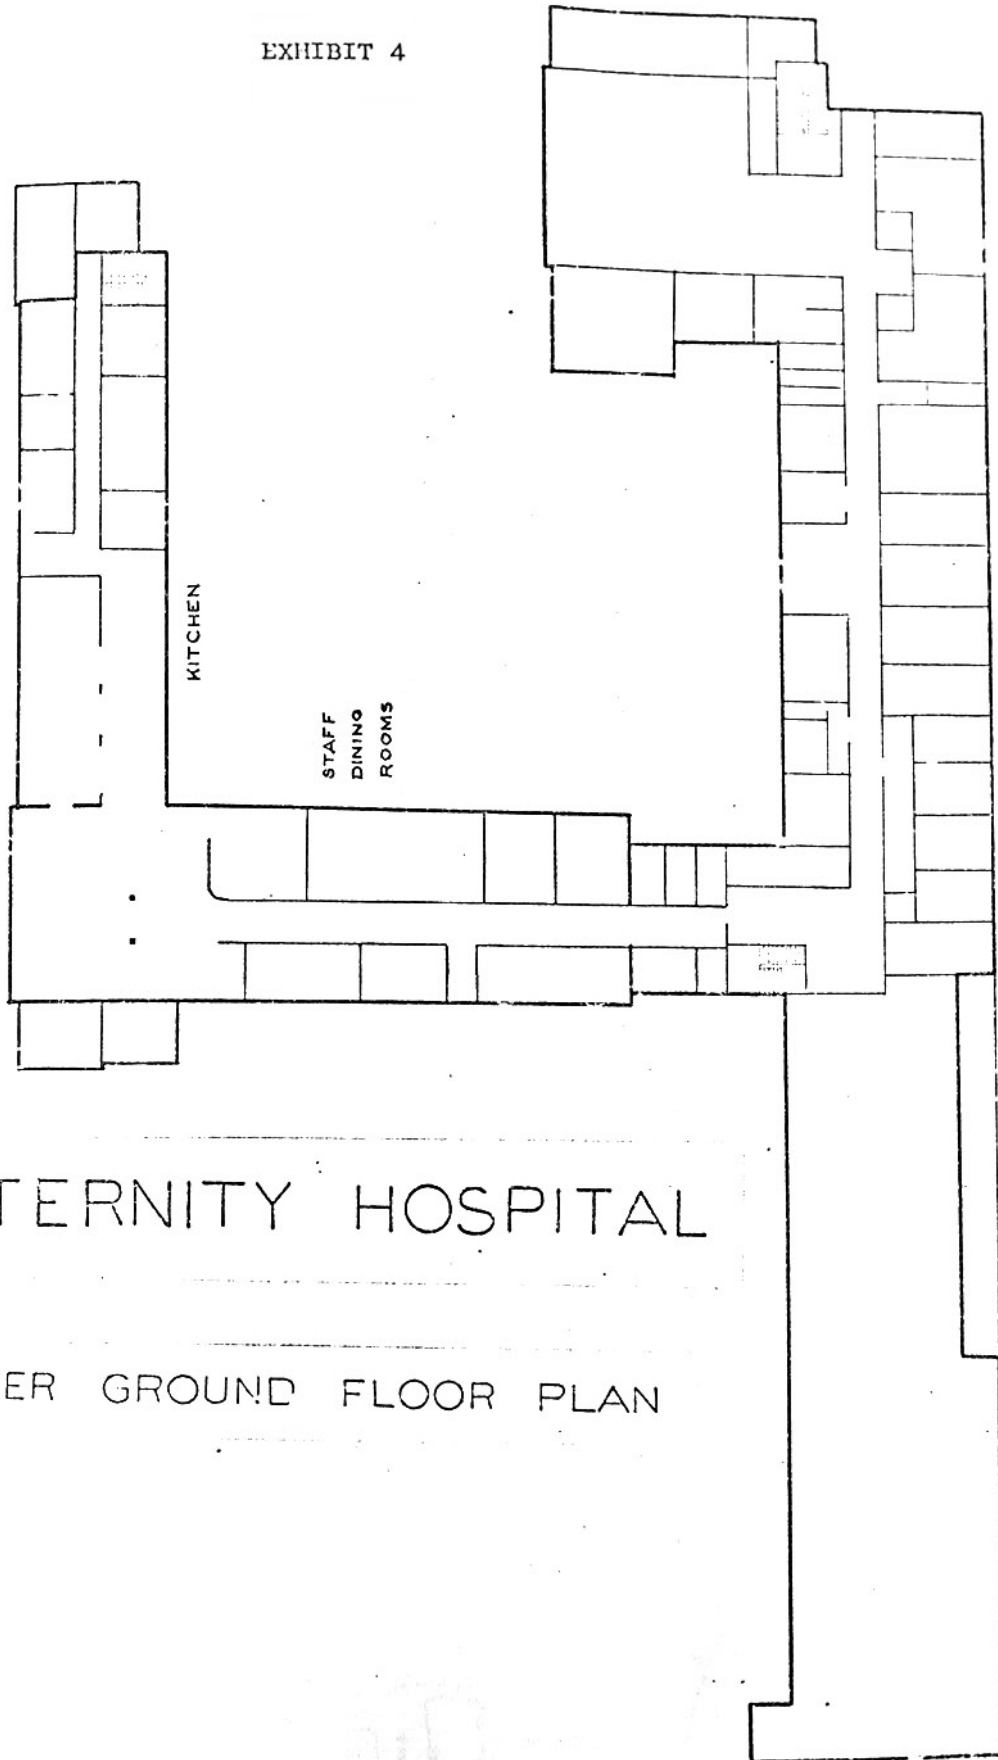 EXHIBIT 4
KITCHEN
STAFF
DINING
ROOMS
TERNITY HOSPITAL
ER GROUND FLOOR PLAN